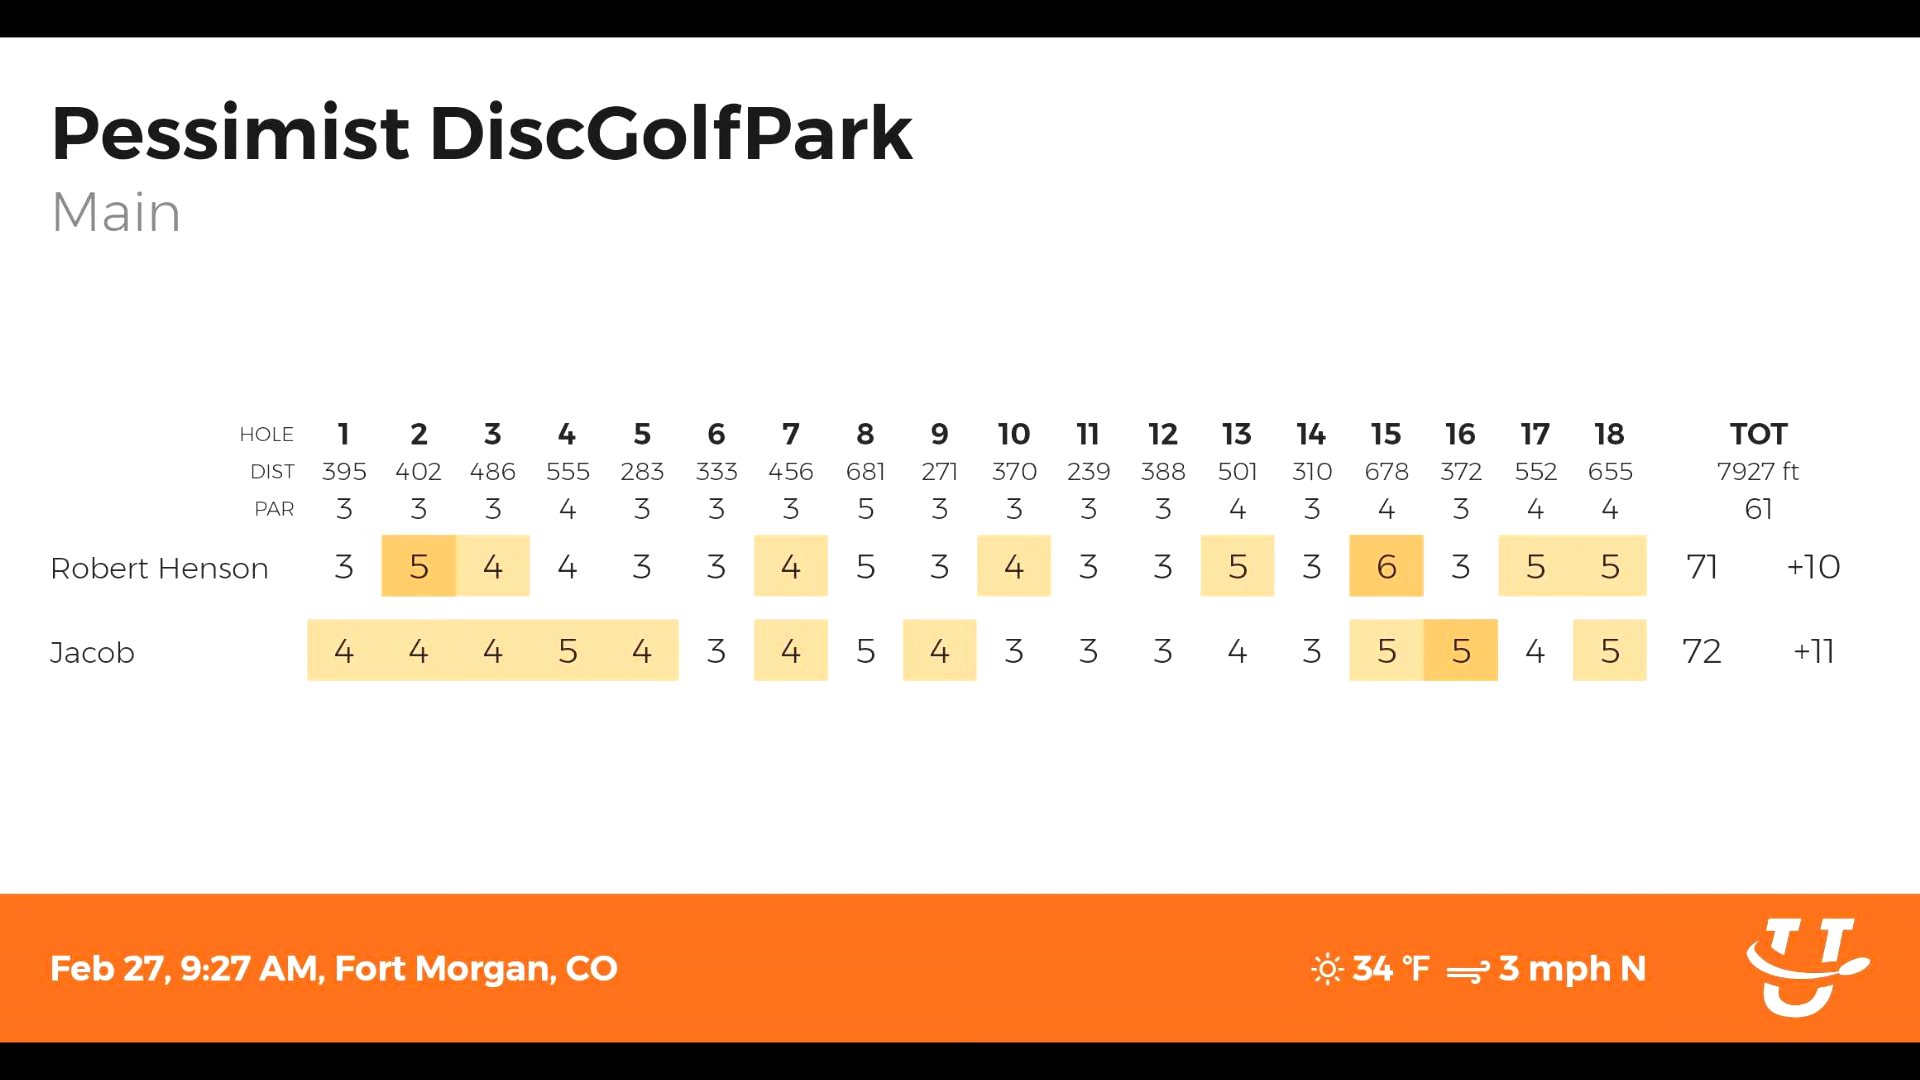 Pessimist DiscGolfPark
Main
HOLE 1 2 3 4 5 6 7 8 9 10 11 12 13 14 15 16 17 18 TOT
DIST 395 402 486 555 283 333 456 681 271 370 239 388 501 310 678 372 552 655 7927 ft
PAR 3 3 3 4 3 3 3 5 3 3 3 3 4 3 4 3 4 4 61
Robert Henson 3 5 4 4 3 3 4 5 3 4 3 3 5 3 6 3 5 5 71 +10
Jacob 4 4 4 5 4 3 4 5 4 3 3 3 4 3 5 5 4 5 72 +11
Feb 27, 9:27 AM, Fort Morgan, CO 34 °F 3 mph N